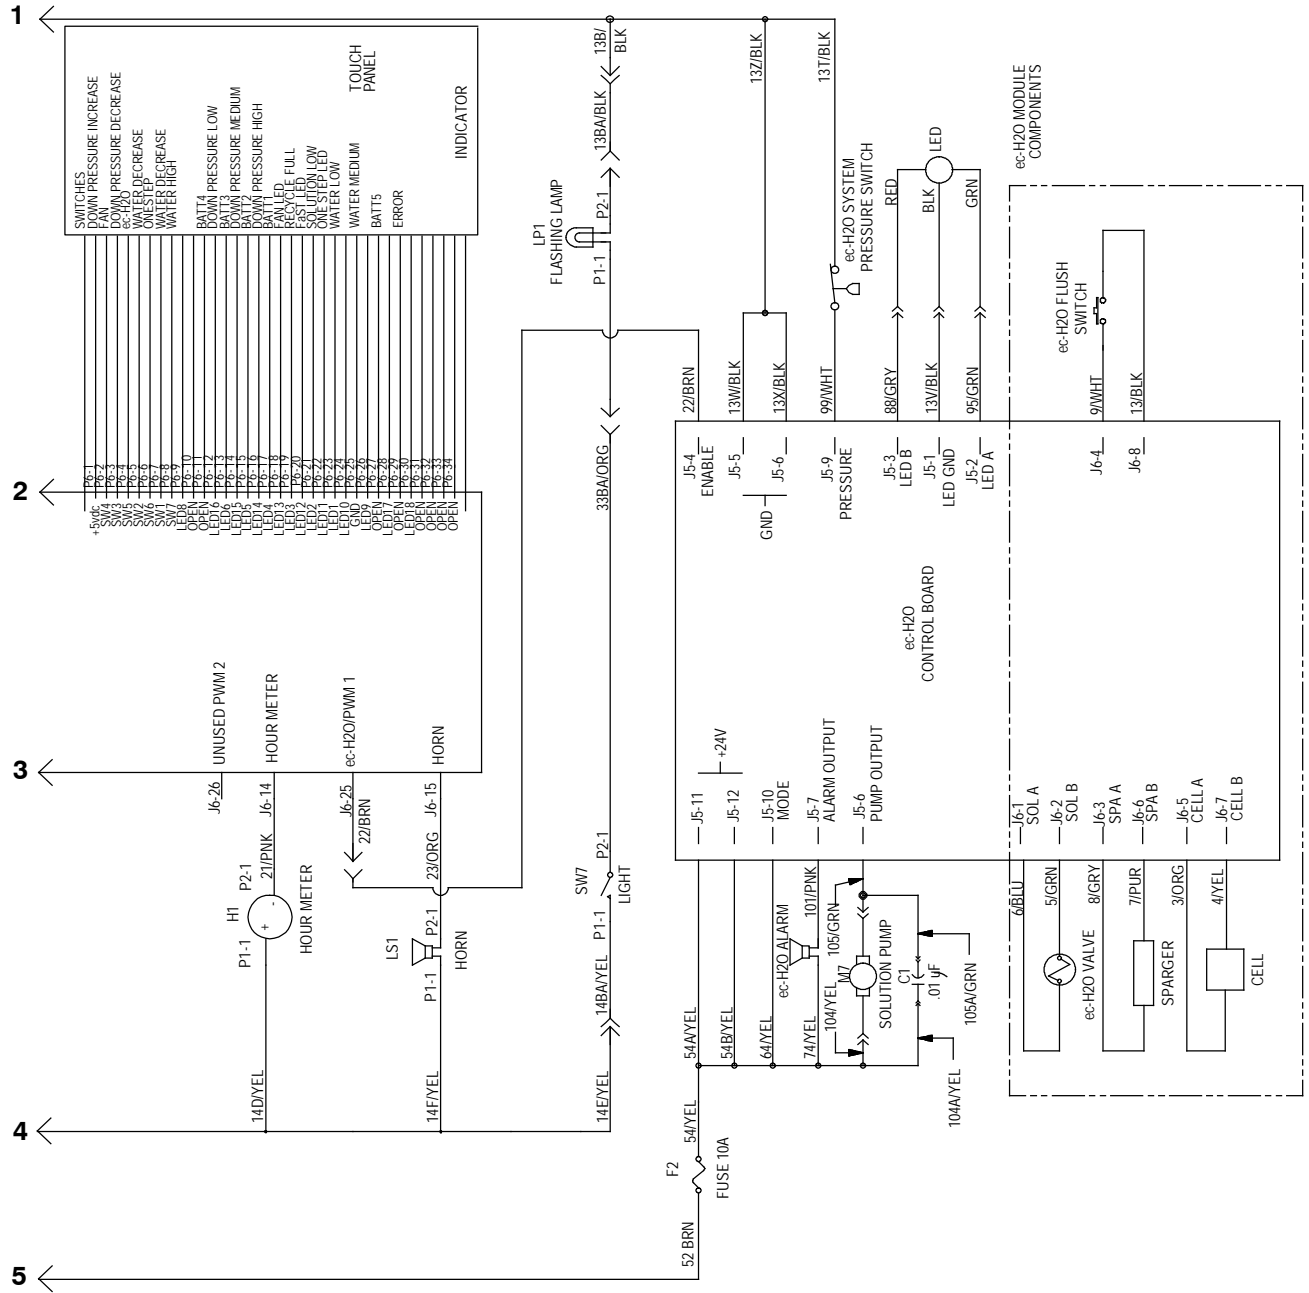 1
2
3
4
5
SWITCHES
DOWN PRESSURE INCREASE
FAN
DOWN PRESSURE DECREASE
ec-H2O
WATER DECREASE
ONESTEP
WATER DECREASE
WATER HIGH
BATT4
DOWN PRESSURE LOW
BATT3
DOWN PRESSURE MEDIUM
BATT2
DOWN PRESSURE HIGH
BATT1
FAN LED
RECYCLE FULL
FaST LED
SOLUTION LOW
ONE STEP LED
WATER LOW
WATER MEDIUM
BATT5
ERROR
TOUCH
PANEL
INDICATOR
P6-1
P6-2
P6-3
P6-4
P6-5
P6-6
P6-7
P6-8
P6-9
P6-10
P6-11
P6-12
P6-13
P6-14
P6-15
P6-16
P6-17
P6-18
P6-19
P6-20
P6-21
P6-22
P6-23
P6-24
P6-25
P6-26
P6-27
P6-28
P6-29
P6-30
P6-31
P6-32
P6-33
P6-34
+5vdc
SW4
SW3
SW5
SW2
SW6
SW1
SW7
LED8
OPEN
OPEN
LED16
LED6
LED15
LED5
LED14
LED4
LED13
LED3
LED12
LED2
LED11
LED1
LED10
GND
LED9
OPEN
LED17
OPEN
LED18
OPEN
OPEN
OPEN
OPEN
UNUSED PWM 2
HOUR METER
ec-H2O/PWM 1
HORN
J6-26
J6-14
J6-25
J6-15
21/PNK
22/BRN
23/ORG
P2-1
H1
P1-1
HOUR METER
P2-1
LS1
P1-1
HORN
14D/YEL
14F/YEL
14E/YEL
13B/
BLK
13BA/BLK
P2-1
LP1
FLASHING LAMP
P1-1
33BA/ORG
P2-1
SW7
LIGHT
P1-1
14BA/YEL
13Z/BLK
13T/BLK
ec-H2O SYSTEM
PRESSURE SWITCH
LED
RED
BLK
GRN
ec-H2O MODULE
COMPONENTS
ec-H2O FLUSH
SWITCH
22/BRN
13W/BLK
13X/BLK
99/WHT
88/GRY
13V/BLK
95/GRN
9/WHT
13/BLK
J5-4
ENABLE
J5-5
J5-6
GND
J5-9
PRESSURE
J5-3
LED B
J5-1
LED GND
J5-2
LED A
J6-4
J6-8
ec-H2O
CONTROL BOARD
+24V
J5-11
J5-12
J5-10
MODE
J5-7
ALARM OUTPUT
J5-6
PUMP OUTPUT
J6-1
SOL A
J6-2
SOL B
J6-3
SPA A
J6-6
SPA B
J6-5
CELL A
J6-7
CELL B
101/PNK
105/GRN
6/BLU
5/GRN
8/GRY
7/PUR
3/ORG
4/YEL
ec-H2O ALARM
M7
SOLUTION PUMP
C1
.01 uF
105A/GRN
ec-H2O VALVE
SPARGER
CELL
54A/YEL
54B/YEL
64/YEL
74/YEL
104/YEL
104A/YEL
54/YEL
F2
FUSE 10A
52 BRN